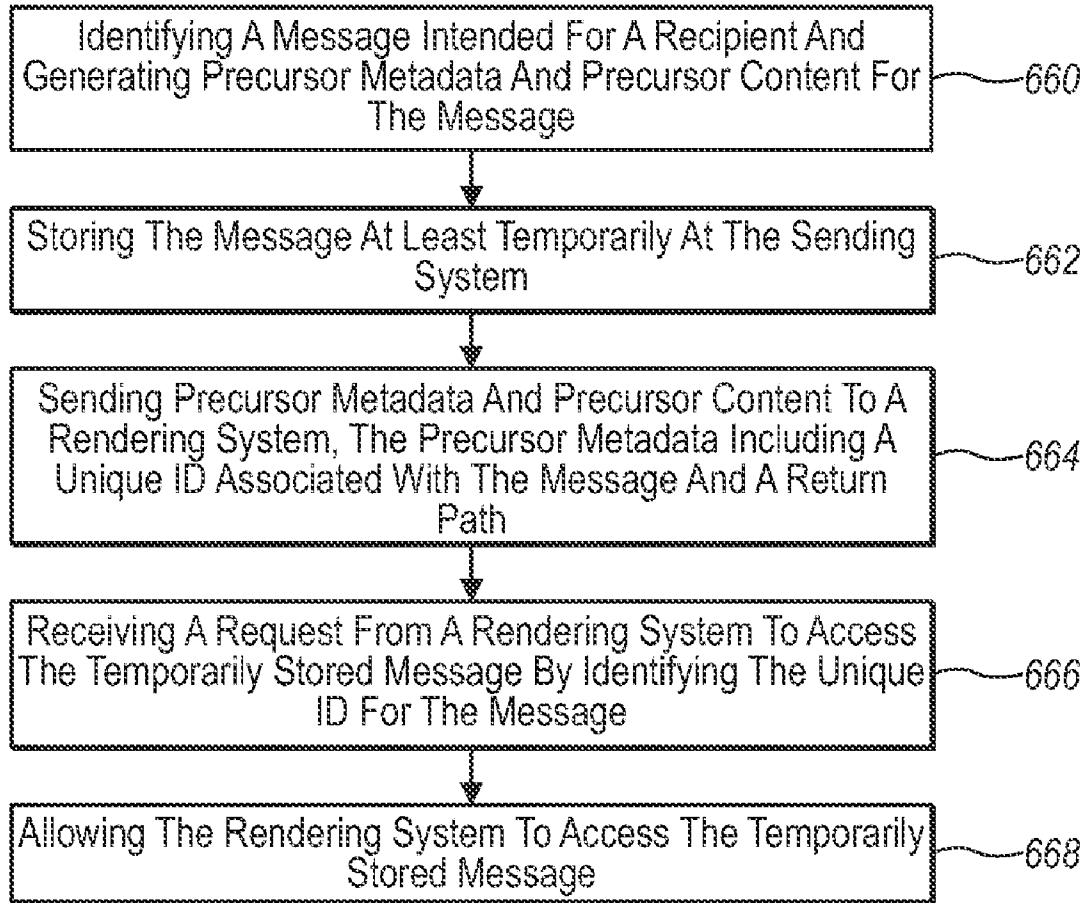 Identifying A Message Intended For A Recipient And
Generating Precursor Metadata And Precursor Content For
The Message
660
Storing The Message At Least Temporarily At The Sending
System
662
Sending Precursor Metadata And Precursor Content To A
Rendering System, The Precursor Metadata Including A
Unique ID Associated With The Message And A Return
Path
664
Receiving A Request From A Rendering System To Access
The Temporarily Stored Message By Identifying The Unique
ID For The Message
666
Allowing The Rendering System To Access The Temporarily
Stored Message
668